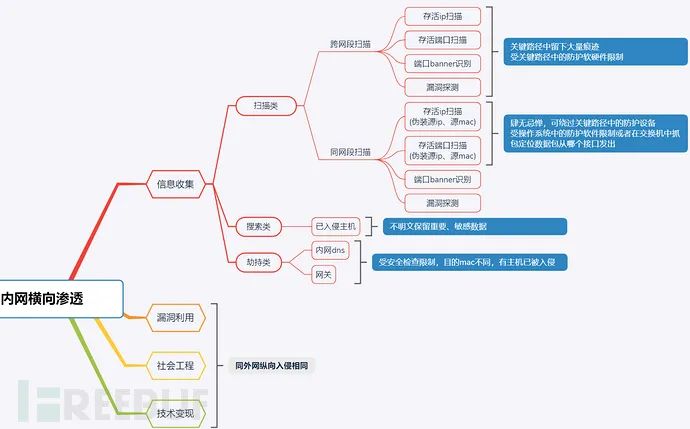 存活ip扫描
跨网段扫描
存活端口扫描
端口banner识别
漏洞探测
关键路径中留下大量痕迹
受关键路径中的防护软硬件限制
扫描类
存活ip扫描
(伪装源ip、源mac)
同网段扫描
存活端口扫描
(伪装源ip、源mac)
端口banner识别
漏洞探测
肆无忌惮，可绕过关键路径中的防护设备
受操作系统中的防护软件限制或者在交换机中抓
包定位数据包从哪个接口发出
信息收集
搜索类
已入侵主机
不明文保留重要、敏感数据
劫持类
内网dns
网关
受安全检查限制，目的mac不同，有主机已被入侵
内网横向渗透
漏洞利用
社会工程
技术变现
同外网纵向入侵相同
FREEBUF